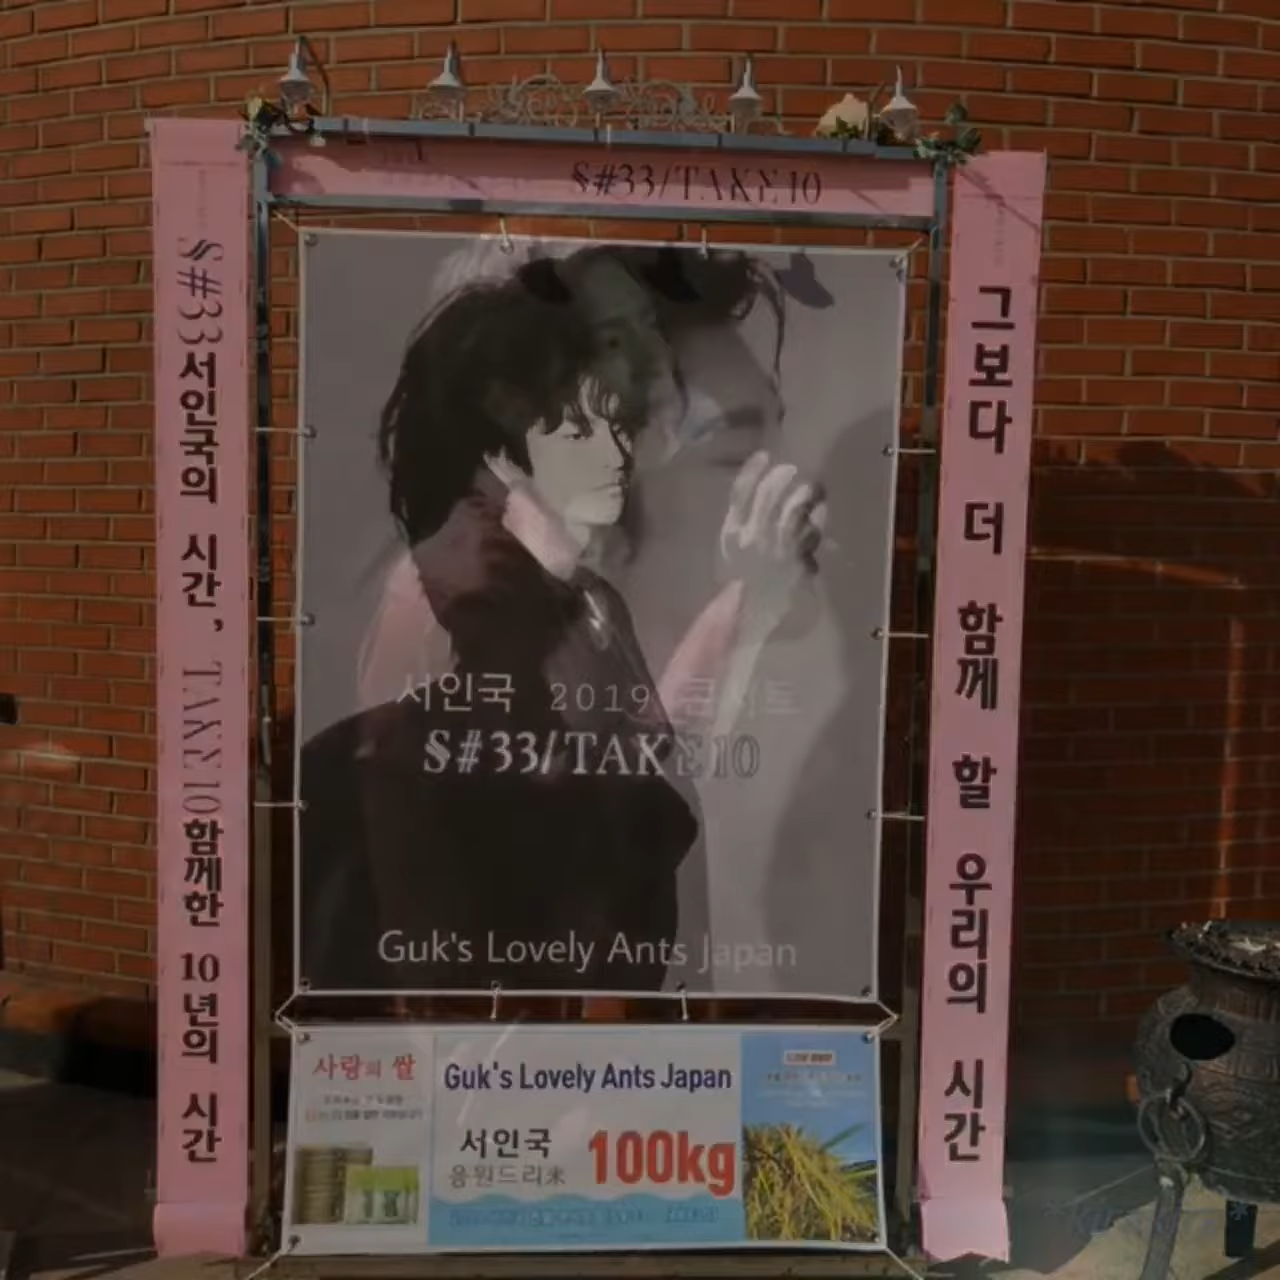 S#33/TAKE10
S#33서인국의 시간, TAKE10함께한 10년의 시간
서인국 2019 콘서트
S#33/TAKE10
Guk's Lovely Ants Japan
그보다 더 함께 할 우리의 시간
사랑의 쌀
Guk's Lovely Ants Japan
서인국
응원드리米
100kg